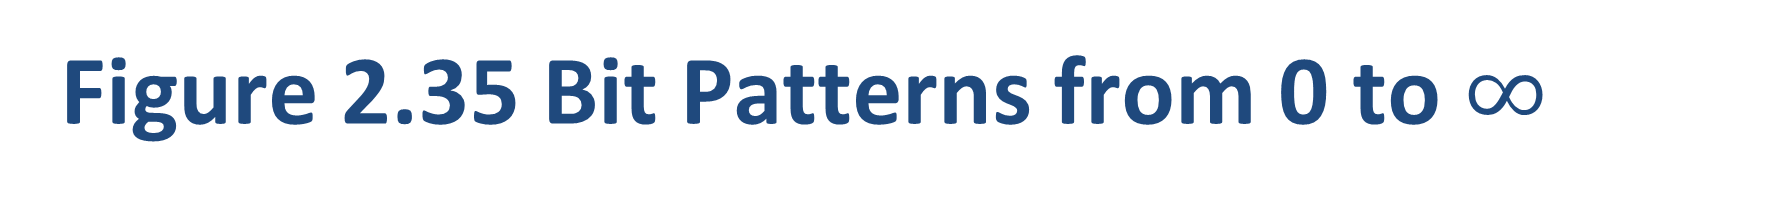 Figure 2.35 Bit Patterns from 0 to ∞